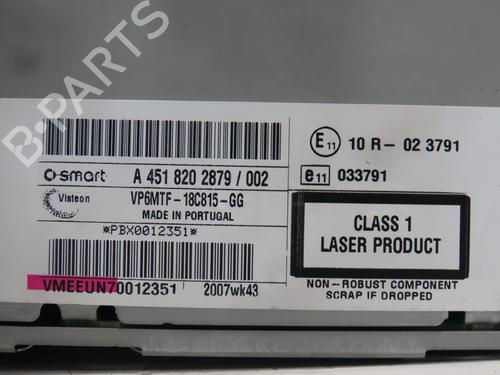 B-PARTS
smart A 451 820 2879 / 002
Visteon VP6MTF-18C815-GG
MADE IN PORTUGAL
*PBX0012351*
VMEEUN70012351 2007wk43
E11 10 R - 02 3791
e11 033791
CLASS 1
LASER PRODUCT
NON-ROBUST COMPONENT
SCRAP IF DROPPED